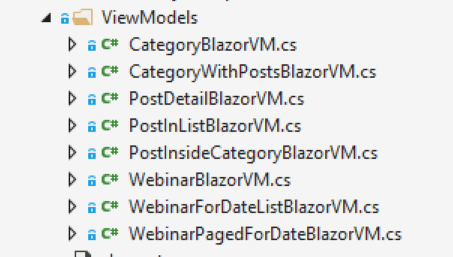 ViewModels
C# CategoryBlazorVM.cs
C# CategoryWithPostsBlazorVM.cs
C# PostDetailBlazorVM.cs
C# PostInListBlazorVM.cs
C# PostInsideCategoryBlazorVM.cs
C# WebinarBlazorVM.cs
C# WebinarForDateListBlazorVM.cs
C# WebinarPagedForDateBlazorVM.cs